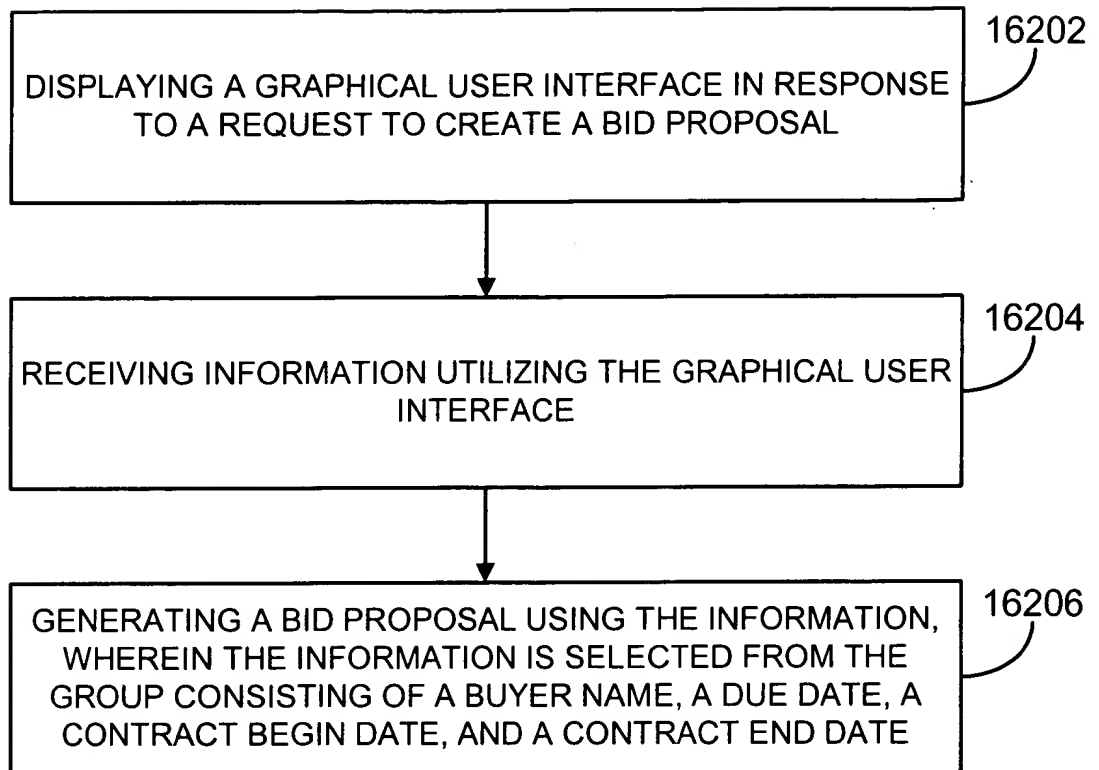 16202
DISPLAYING A GRAPHICAL USER INTERFACE IN RESPONSE
TO A REQUEST TO CREATE A BID PROPOSAL
16204
RECEIVING INFORMATION UTILIZING THE GRAPHICAL USER
INTERFACE
16206
GENERATING A BID PROPOSAL USING THE INFORMATION,
WHEREIN THE INFORMATION IS SELECTED FROM THE
GROUP CONSISTING OF A BUYER NAME, A DUE DATE, A
CONTRACT BEGIN DATE, AND A CONTRACT END DATE